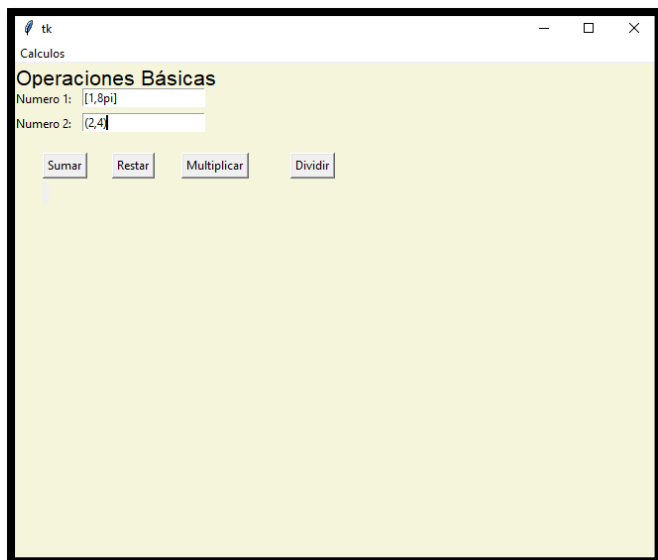 tk
Calculos
Operaciones Básicas
Numero 1: [1,8pi]
Numero 2: (2,4)
Sumar Restar Multiplicar Dividir